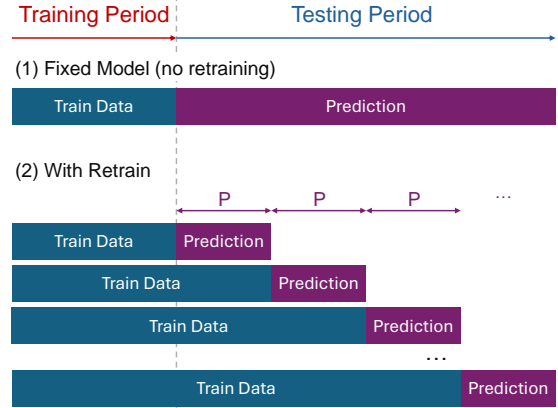 Training Period Testing Period
(1) Fixed Model (no retraining)
Train Data Prediction
(2) With Retrain
P P P ...
Train Data Prediction
Train Data Prediction
Train Data Prediction
...
Train Data Prediction